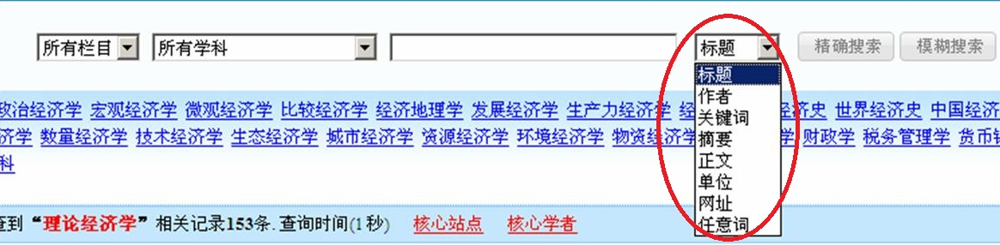 所有栏目 所有学科 标题 精确搜索 模糊搜索
标题
作者
关键词
摘要
正文
单位
网址
任意词
政治经济学 宏观经济学 微观经济学 比较经济学 经济地理学 发展经济学 生产力经济学 经 经济史 世界经济史 中国经济
济学 数量经济学 技术经济学 生态经济学 城市经济学 资源经济学 环境经济学 物资经济学 学 财政学 税务管理学 货币
科
查到“理论经济学”相关记录153条.查询时间(1 秒) 核心站点 核心学者